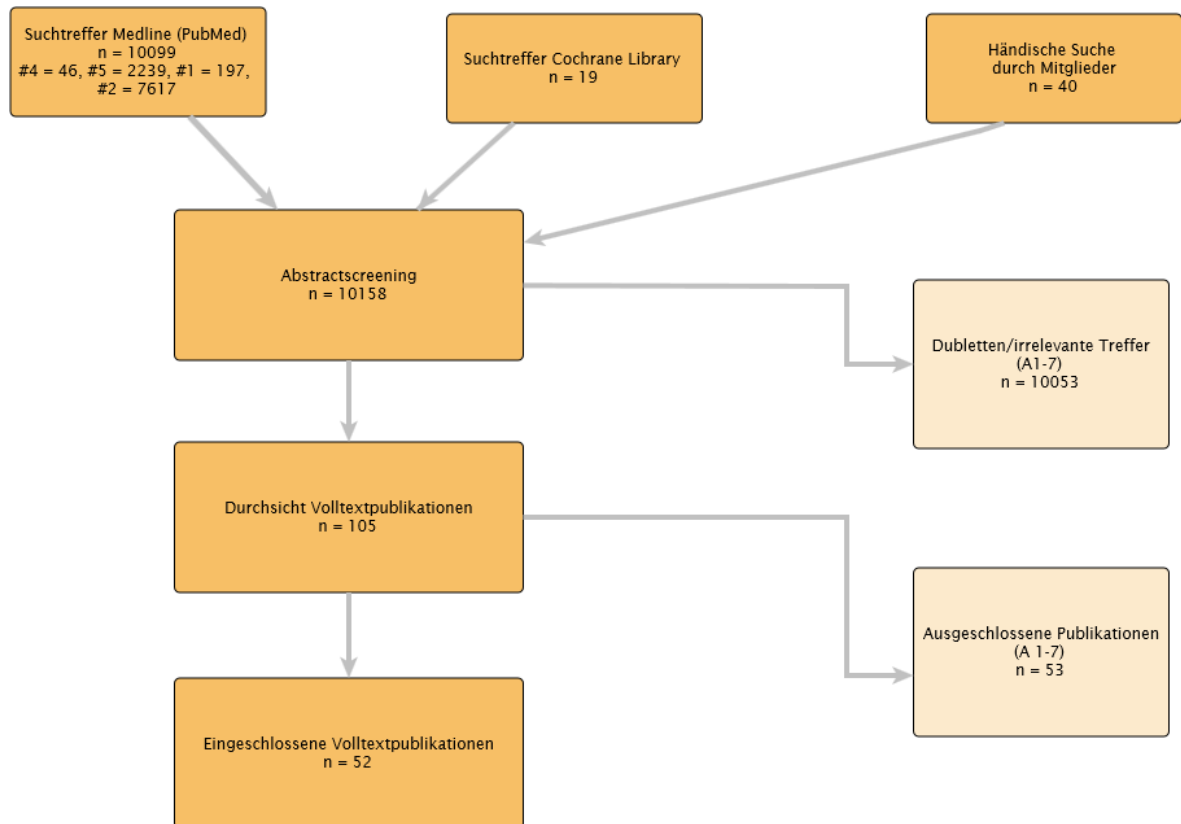 Suchtreffer Medline (PubMed)
n = 10099
#4 = 46, #5 = 2239, #1 = 197,
#2 = 7617
Suchtreffer Cochrane Library
n = 19
Händische Suche
durch Mitglieder
n = 40
Abstractscreening
n = 10158
Dubletten/irrelevante Treffer
(A1-7)
n = 10053
Durchsicht Volltextpublikationen
n = 105
Ausgeschlossene Publikationen
(A 1-7)
n = 53
Eingeschlossene Volltextpublikationen
n = 52